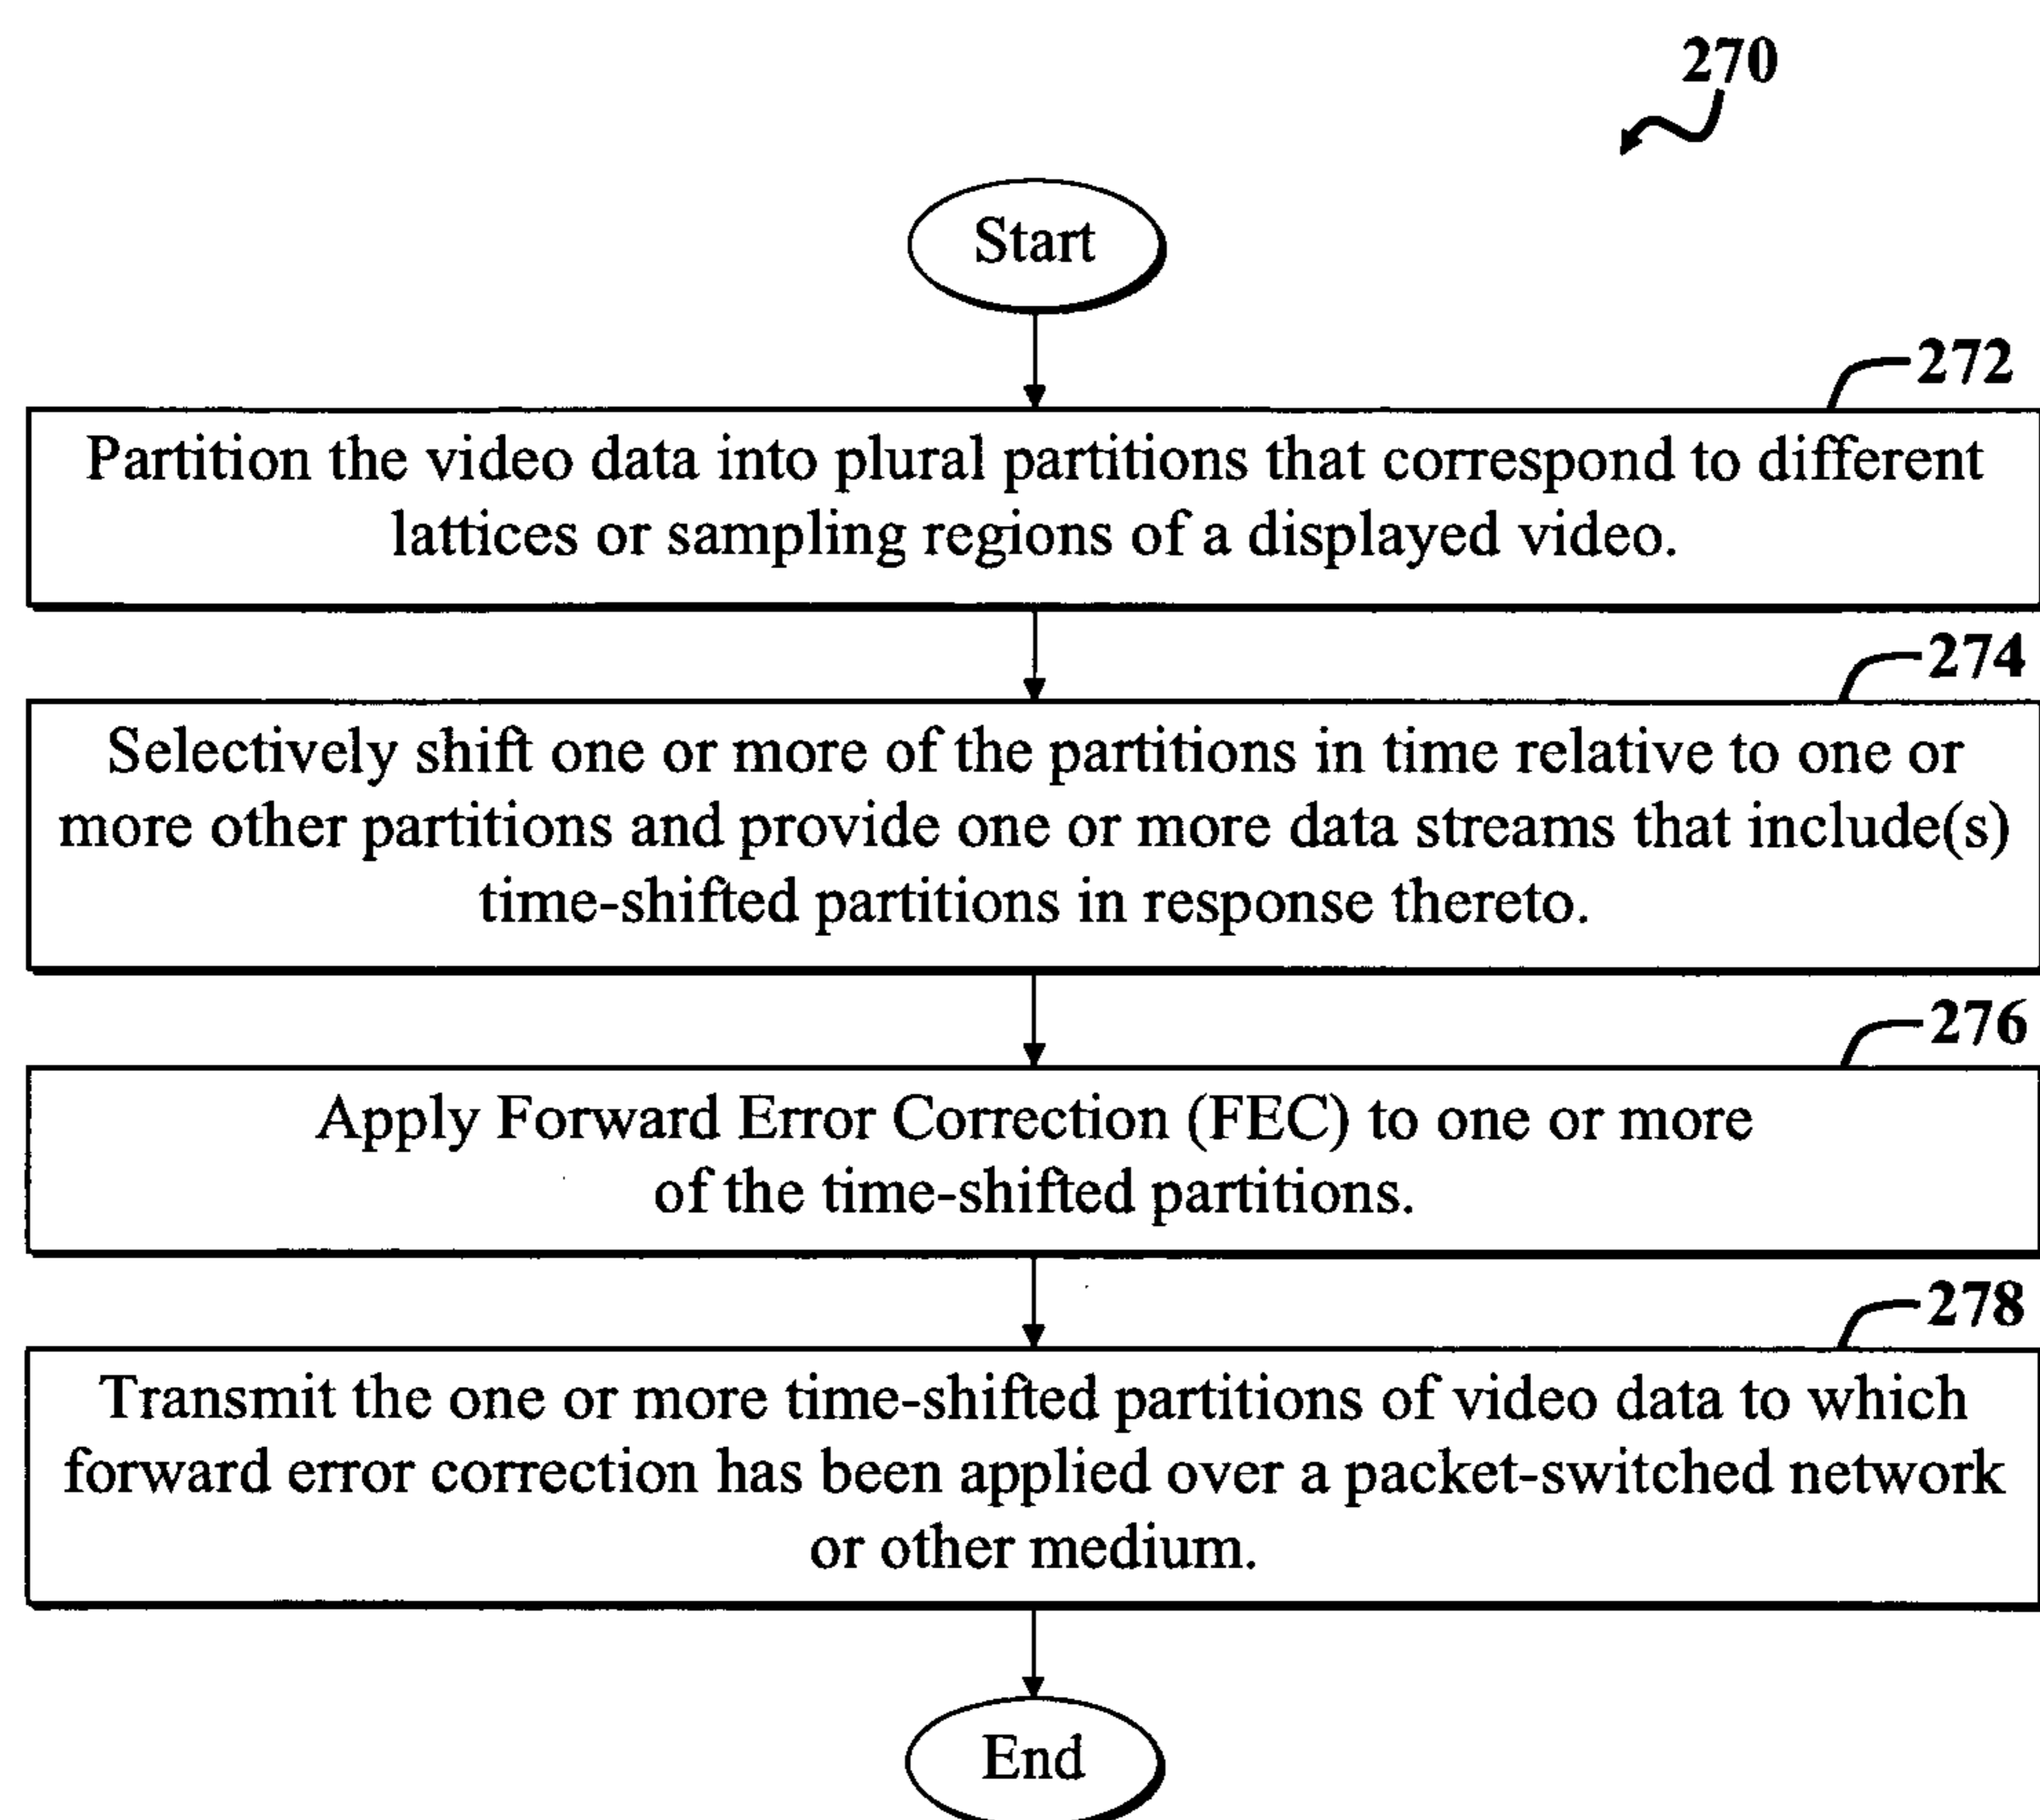 270
Start
272
Partition the video data into plural partitions that correspond to different
lattices or sampling regions of a displayed video.
274
Selectively shift one or more of the partitions in time relative to one or
more other partitions and provide one or more data streams that include(s)
time-shifted partitions in response thereto.
276
Apply Forward Error Correction (FEC) to one or more
of the time-shifted partitions.
278
Transmit the one or more time-shifted partitions of video data to which
forward error correction has been applied over a packet-switched network
or other medium.
End